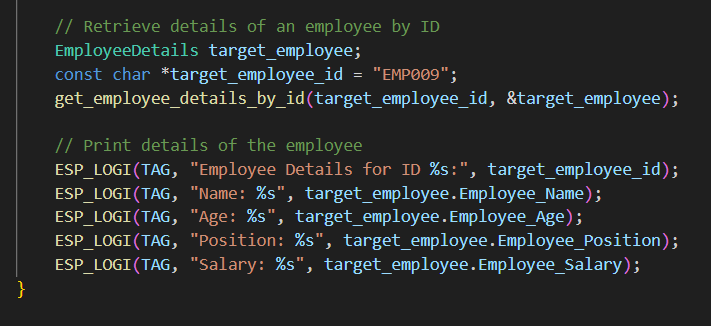 // Retrieve details of an employee by ID
EmployeeDetails target_employee;
const char *target_employee_id = "EMP009";
get_employee_details_by_id(target_employee_id, &target_employee);
// Print details of the employee
ESP_LOGI(TAG, "Employee Details for ID %s:", target_employee_id);
ESP_LOGI(TAG, "Name: %s", target_employee.Employee_Name);
ESP_LOGI(TAG, "Age: %s", target_employee.Employee_Age);
ESP_LOGI(TAG, "Position: %s", target_employee.Employee_Position);
ESP_LOGI(TAG, "Salary: %s", target_employee.Employee_Salary);
}